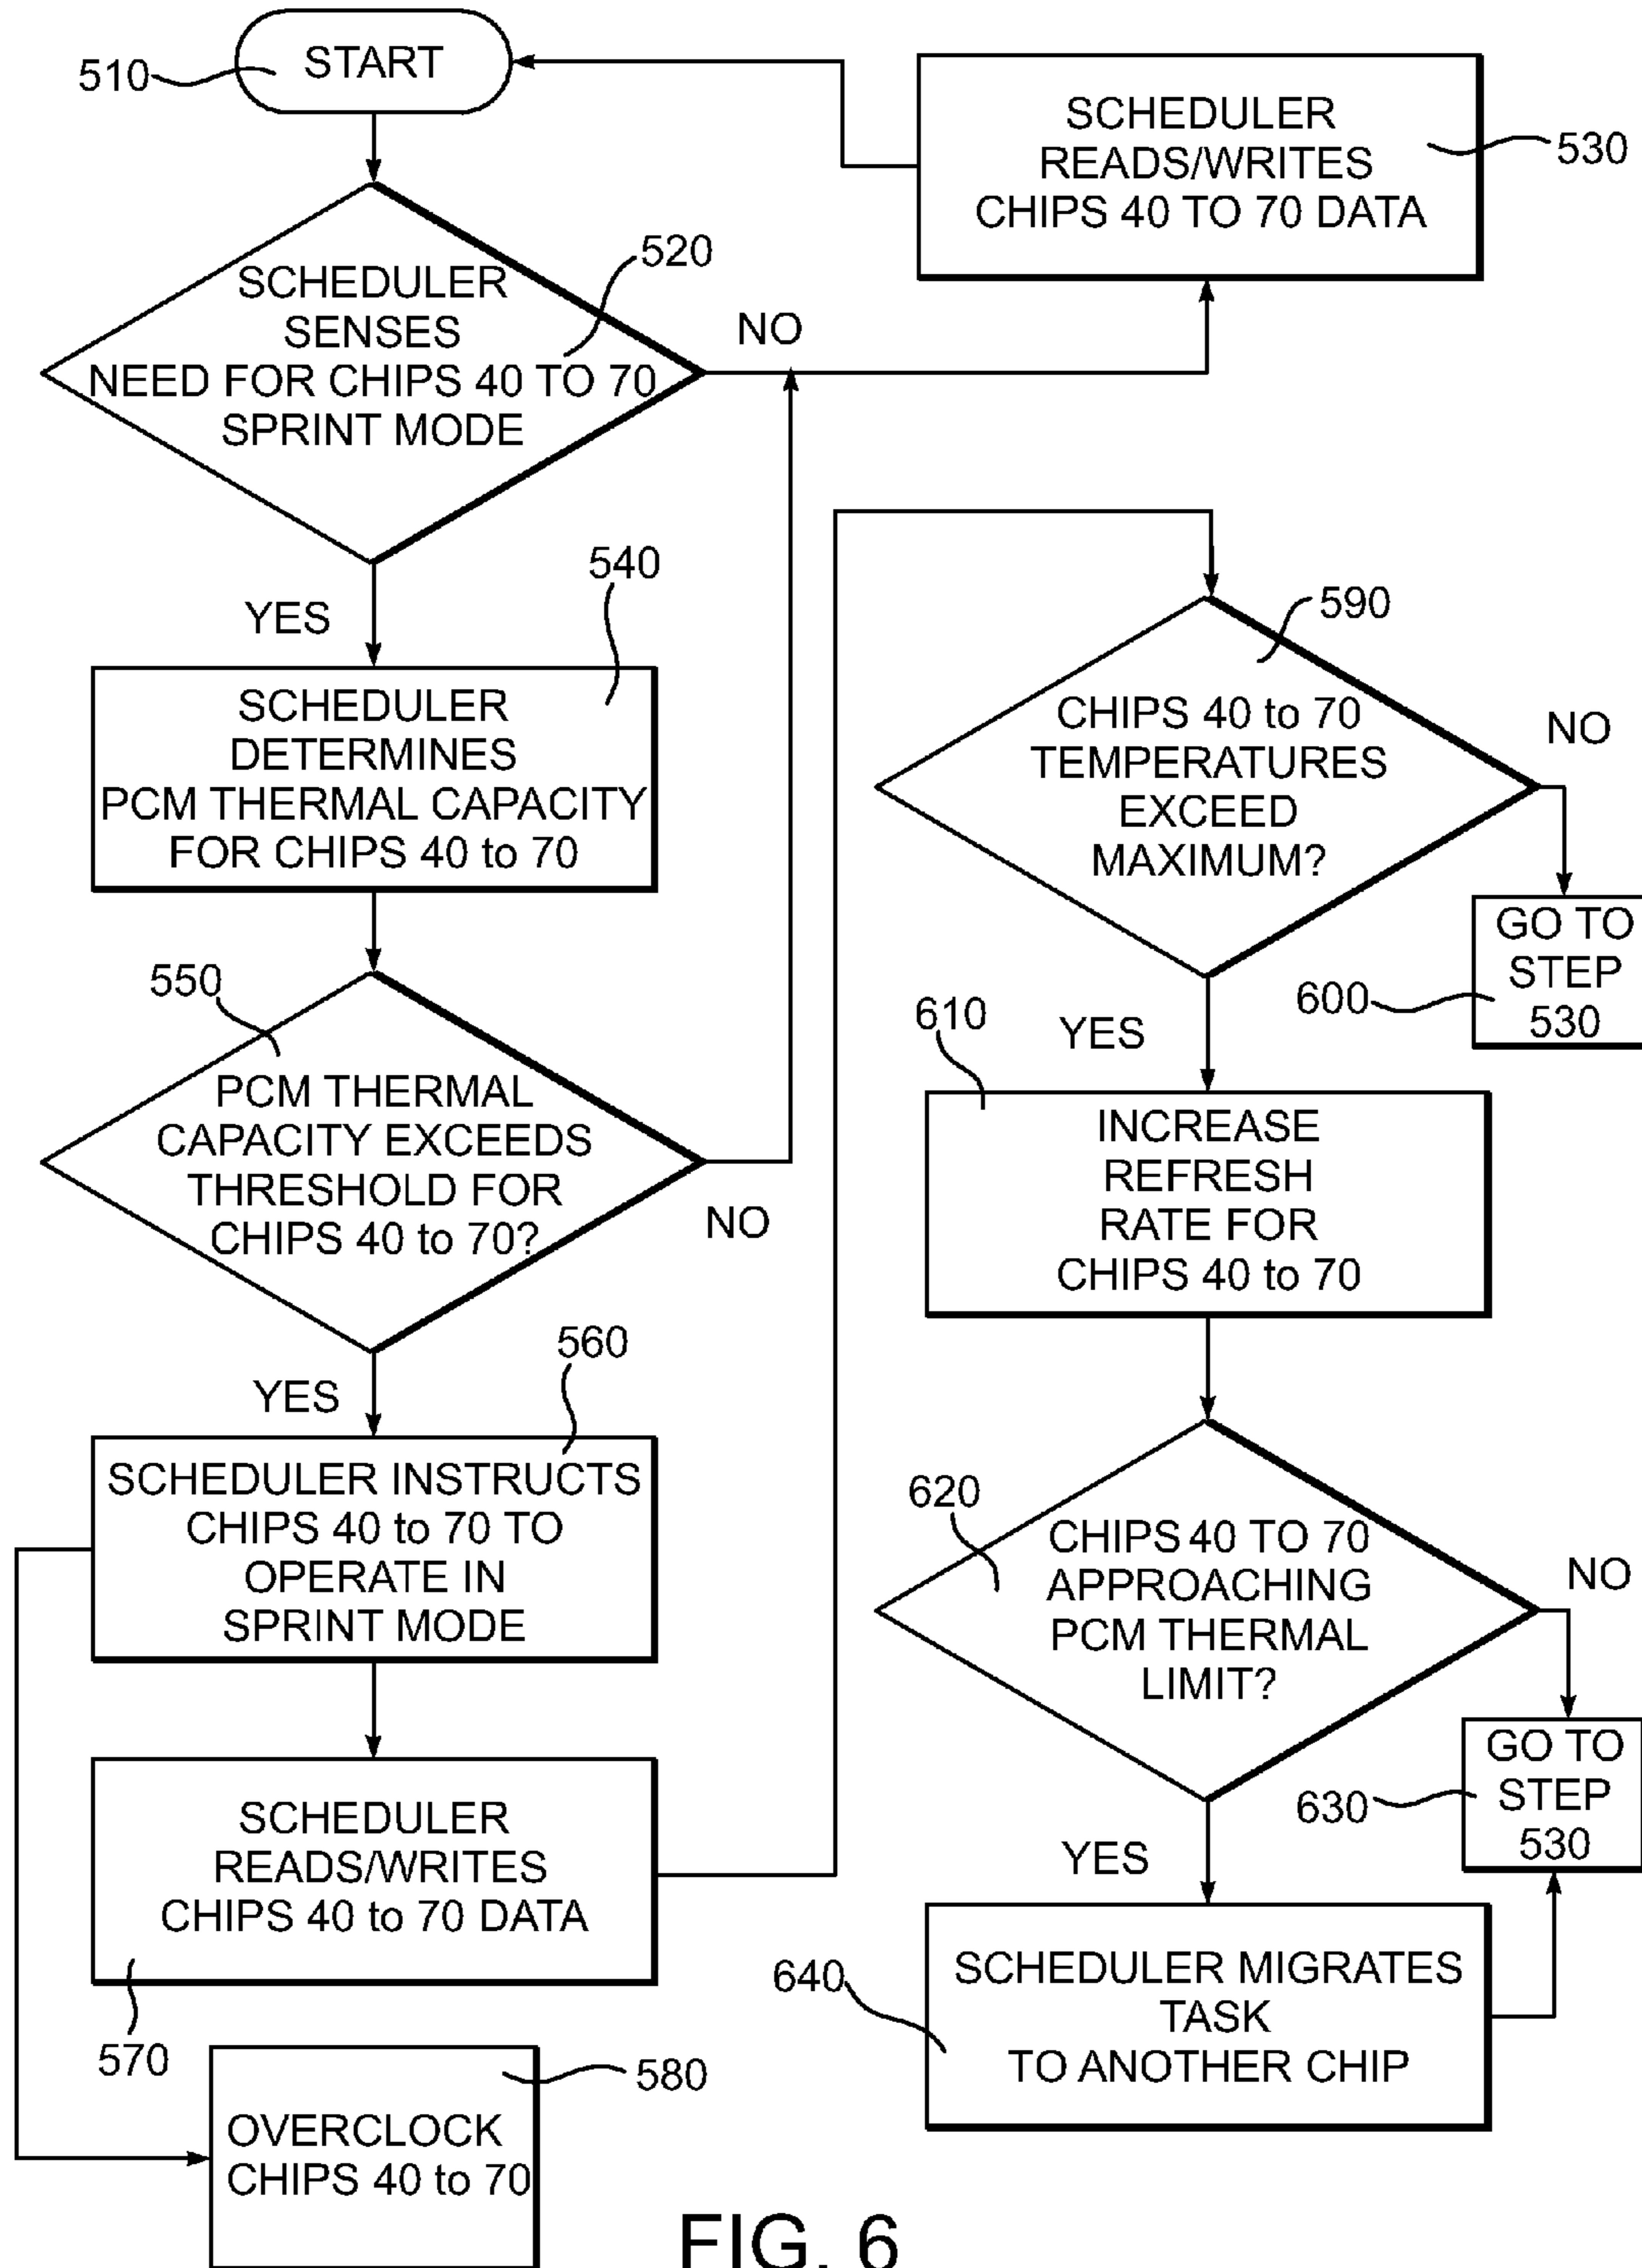 START
510
SCHEDULER
READS/WRITES
CHIPS 40 TO 70 DATA
530
SCHEDULER
SENSES
NEED FOR CHIPS 40 TO 70
SPRINT MODE
520
NO
YES
540
SCHEDULER
DETERMINES
PCM THERMAL CAPACITY
FOR CHIPS 40 to 70
550
PCM THERMAL
CAPACITY EXCEEDS
THRESHOLD FOR
CHIPS 40 to 70?
NO
YES
560
SCHEDULER INSTRUCTS
CHIPS 40 to 70 TO
OPERATE IN
SPRINT MODE
SCHEDULER
READS/WRITES
CHIPS 40 to 70 DATA
570
580
OVERCLOCK
CHIPS 40 to 70
590
CHIPS 40 to 70
TEMPERATURES
EXCEED
MAXIMUM?
NO
GO TO
STEP
530
600
YES
610
INCREASE
REFRESH
RATE FOR
CHIPS 40 to 70
620
CHIPS 40 TO 70
APPROACHING
PCM THERMAL
LIMIT?
NO
GO TO
STEP
530
630
YES
640
SCHEDULER MIGRATES
TASK
TO ANOTHER CHIP
FIG. 6